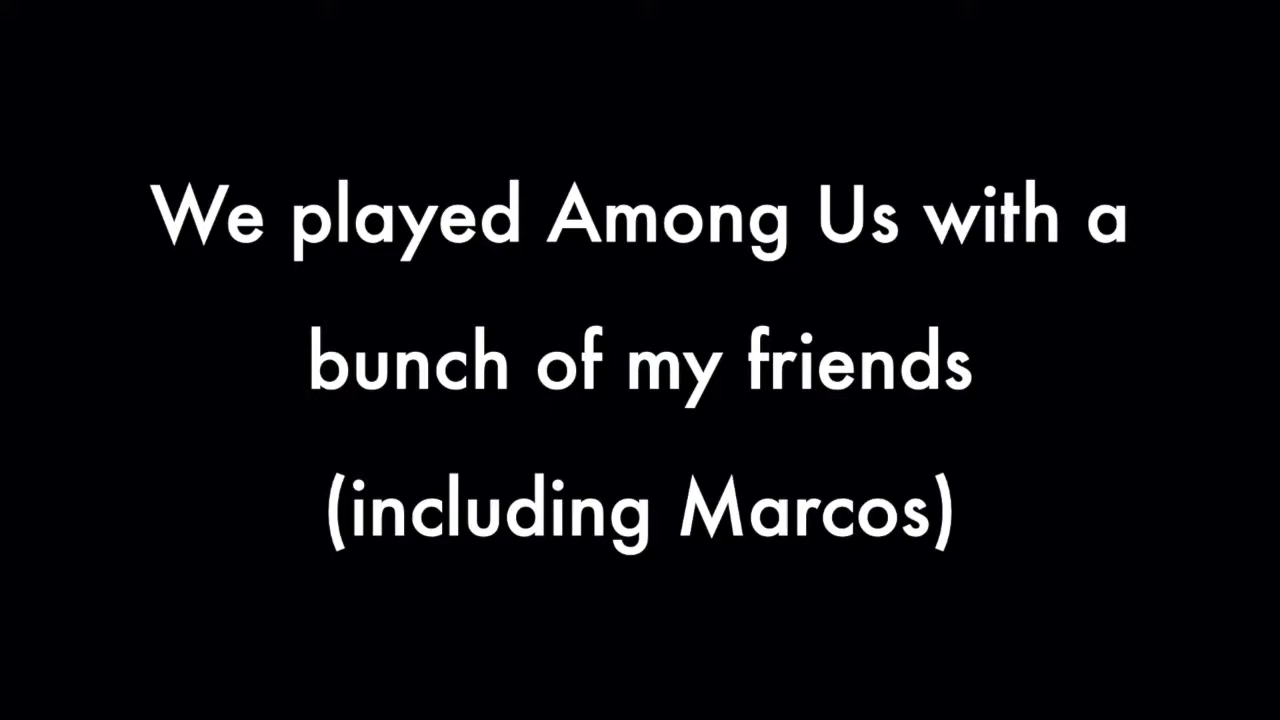 We played Among Us with a
bunch of my friends
(including Marcos)